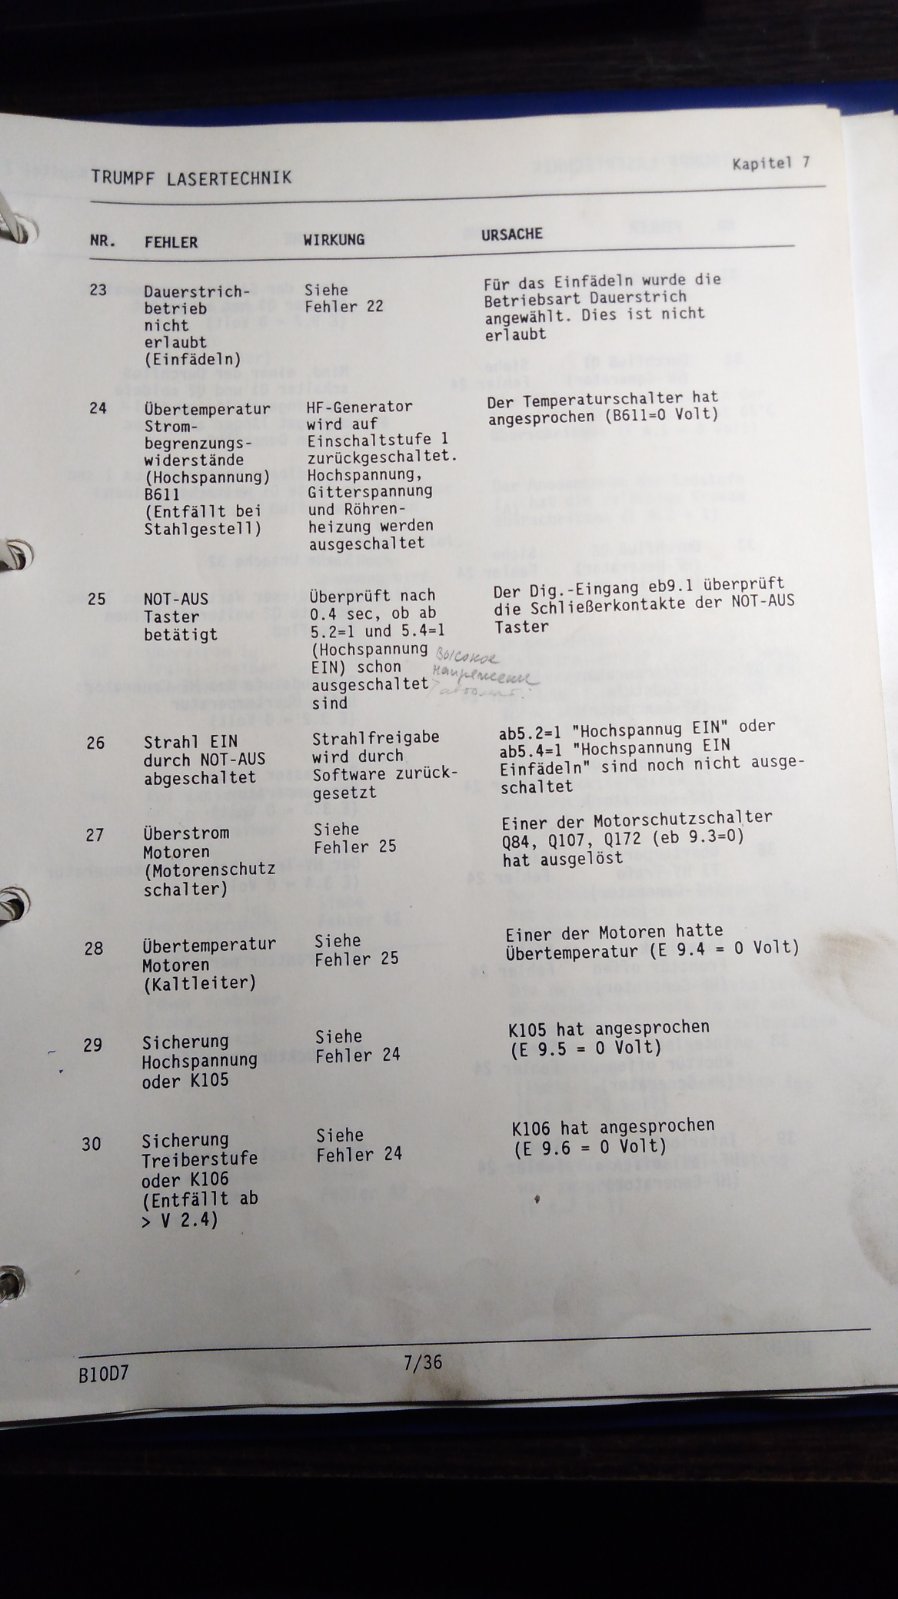 TRUMPF LASERTECHNIK
Kapitel 7
NR. FEHLER WIRKUNG URSACHE
23
Dauerstrich-
betrieb
nicht
erlaubt
(Einfädeln)
Siehe
Fehler 22
Für das Einfädeln wurde die
Betriebsart Dauerstrich
angewählt. Dies ist nicht
erlaubt
24
Übertemperatur
Strom-
begrenzungs-
widerstände
(Hochspannung)
B611
(Entfällt bei
Stahlgestell)
HF-Generator
wird auf
Einschaltstufe 1
zurückgeschaltet.
Hochspannung,
Gitterspannung
und Röhren-
heizung werden
ausgeschaltet
Der Temperaturschalter hat
angesprochen (B611=0 Volt)
25
NOT-AUS
Taster
betätigt
Überprüft nach
0.4 sec, ob ab
5.2=1 und 5.4=1
(Hochspannung
EIN) schon
ausgeschaltet
sind
Высокое
напряжение
Der Dig.-Eingang eb9.1 überprüft
die Schließerkontakte der NOT-AUS
Taster
26
Strahl EIN
durch NOT-AUS
abgeschaltet
Strahlfreigabe
wird durch
Software zurück-
gesetzt
ab5.2=1 "Hochspannug EIN" oder
ab5.4=1 "Hochspannung EIN
Einfädeln" sind noch nicht ausge-
schaltet
27
Überstrom
Motoren
(Motorenschutz
schalter)
Siehe
Fehler 25
Einer der Motorschutzschalter
Q84, Q107, Q172 (eb 9.3=0)
hat ausgelöst
28
Übertemperatur
Motoren
(Kaltleiter)
Siehe
Fehler 25
Einer der Motoren hatte
Übertemperatur (E 9.4 = 0 Volt)
29
Sicherung
Hochspannung
oder K105
Siehe
Fehler 24
K105 hat angesprochen
(E 9.5 = 0 Volt)
30
Sicherung
Treiberstufe
oder K106
(Entfällt ab
> V 2.4)
Siehe
Fehler 24
K106 hat angesprochen
(E 9.6 = 0 Volt)
B10D7
7/36